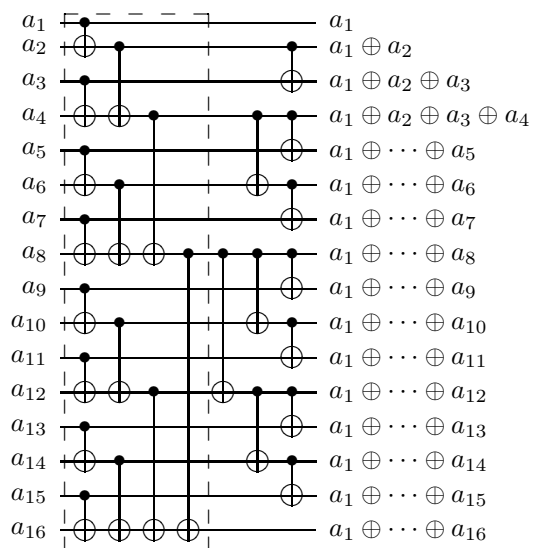 a₁ a₁
a₂ a₁ ⊕ a₂
a₃ a₁ ⊕ a₂ ⊕ a₃
a₄ a₁ ⊕ a₂ ⊕ a₃ ⊕ a₄
a₅ a₁ ⊕ ⋯ ⊕ a₅
a₆ a₁ ⊕ ⋯ ⊕ a₆
a₇ a₁ ⊕ ⋯ ⊕ a₇
a₈ a₁ ⊕ ⋯ ⊕ a₈
a₉ a₁ ⊕ ⋯ ⊕ a₉
a₁₀ a₁ ⊕ ⋯ ⊕ a₁₀
a₁₁ a₁ ⊕ ⋯ ⊕ a₁₁
a₁₂ a₁ ⊕ ⋯ ⊕ a₁₂
a₁₃ a₁ ⊕ ⋯ ⊕ a₁₃
a₁₄ a₁ ⊕ ⋯ ⊕ a₁₄
a₁₅ a₁ ⊕ ⋯ ⊕ a₁₅
a₁₆ a₁ ⊕ ⋯ ⊕ a₁₆